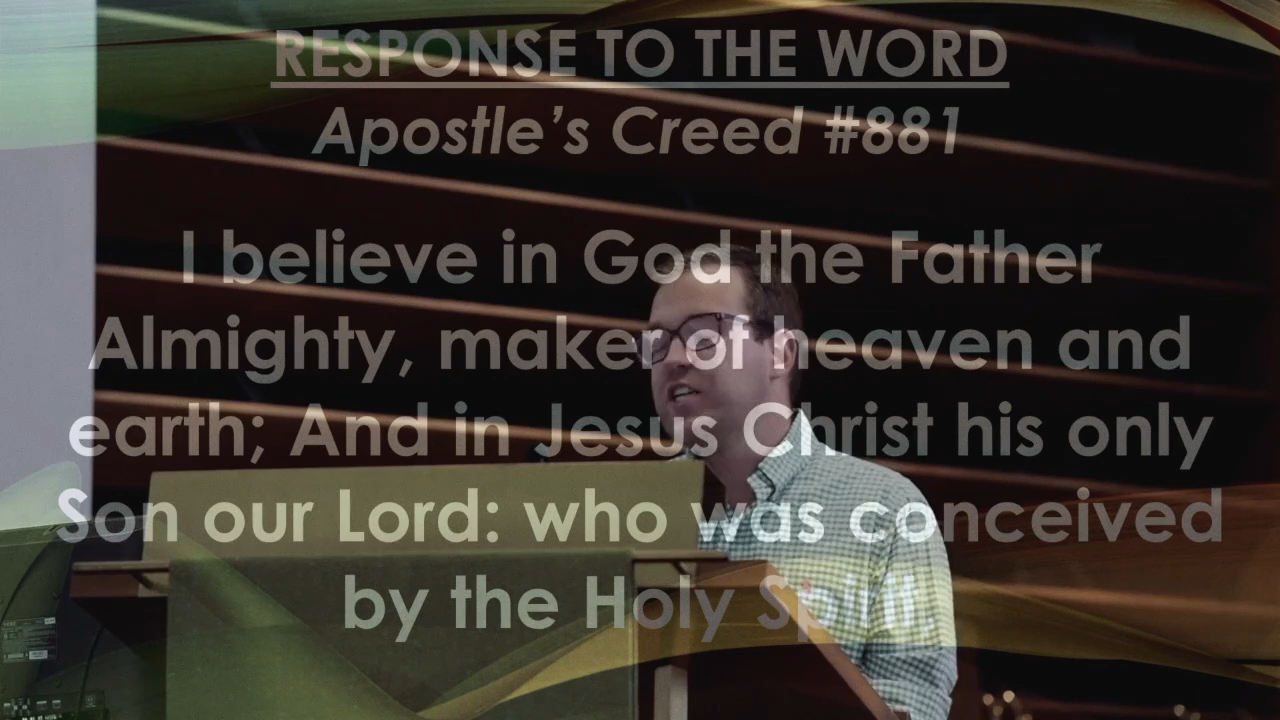 RESPONSE TO THE WORD
Apostle's Creed #881
I believe in God the Father
Almighty, maker of heaven and
earth; And in Jesus Christ his only
Son our Lord: who was conceived
by the Holy Spirit,